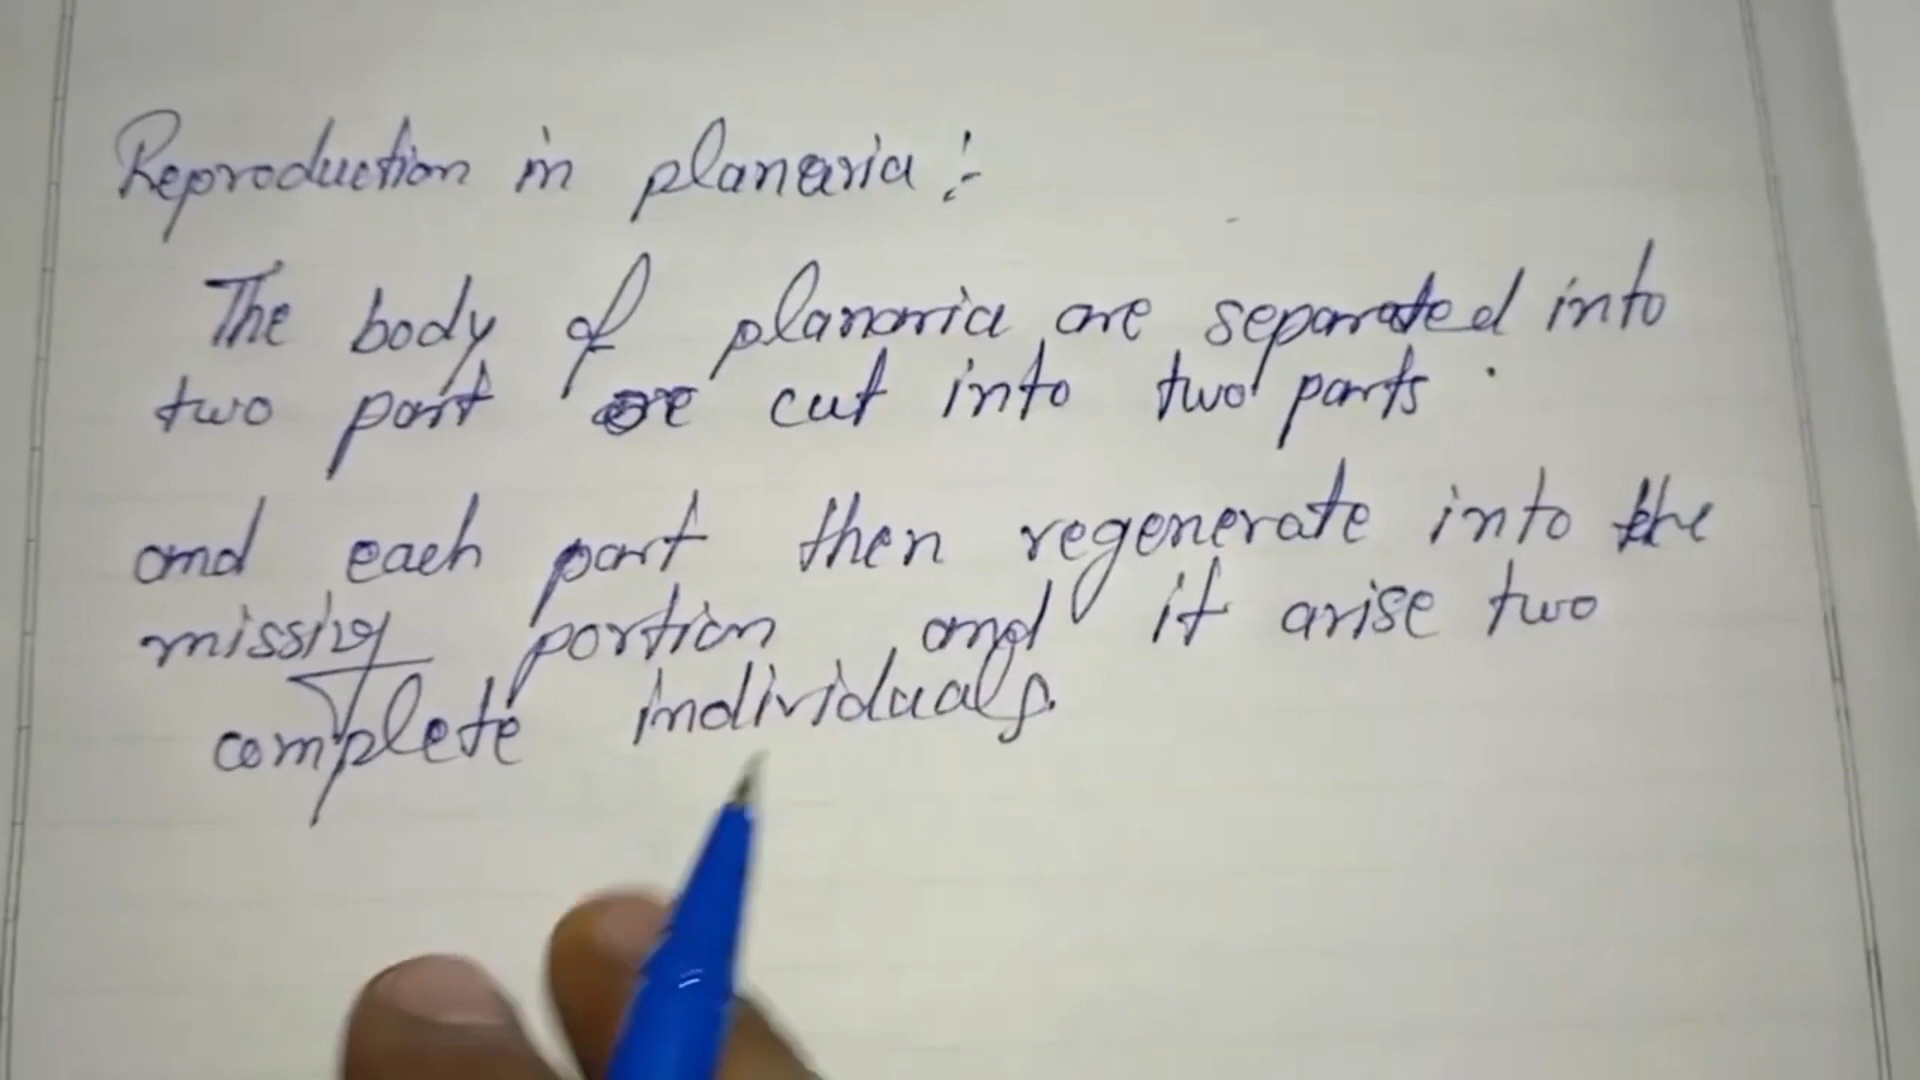 Reproduction in planaria :-
The body of planaria are separated into
two part or cut into two parts.
and each part then regenerate into the
missing portion and it arise two
complete individuals.